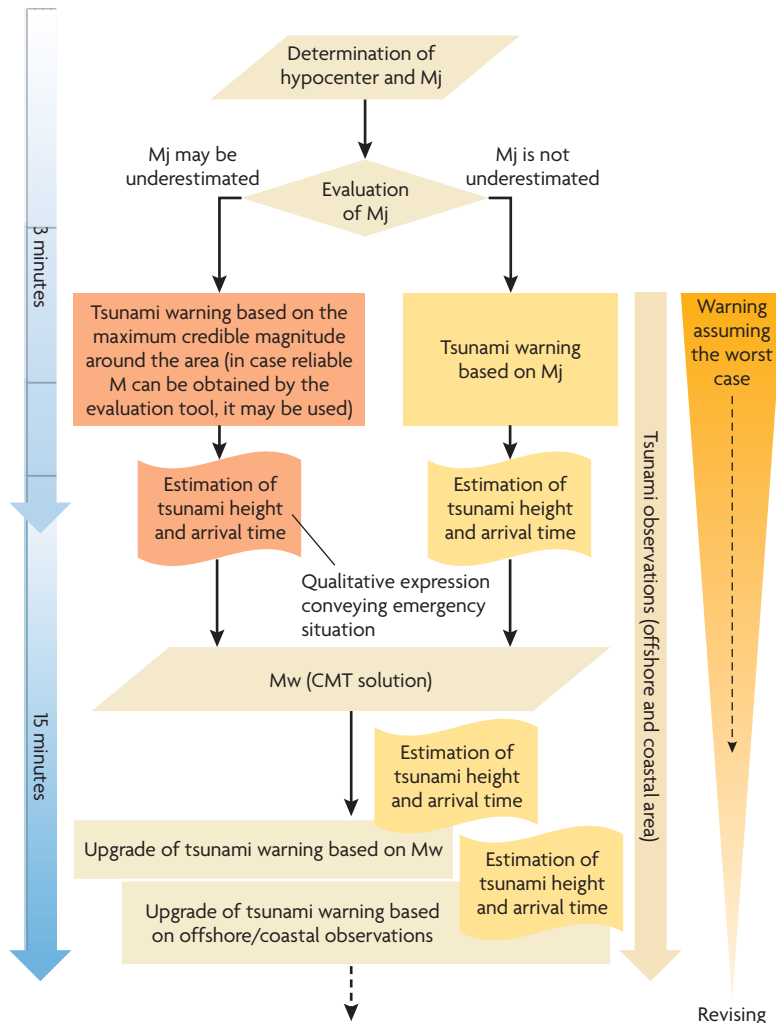 Determination of
hypocenter and Mj
Mj may be
underestimated
Mj is not
underestimated
Evaluation
of Mj
3 minutes
Tsunami warning based on the
maximum credible magnitude
around the area (in case reliable
M can be obtained by the
evaluation tool, it may be used)
Tsunami warning
based on Mj
Warning
assuming
the worst
case
Estimation of
tsunami height
and arrival time
Estimation of
tsunami height
and arrival time
Tsunami observations (offshore and coastal area)
Qualitative expression
conveying emergency
situation
Mw (CMT solution)
15 minutes
Estimation of
tsunami height
and arrival time
Upgrade of tsunami warning based on Mw
Estimation of
tsunami height
and arrival time
Upgrade of tsunami warning based
on offshore/coastal observations
Revising